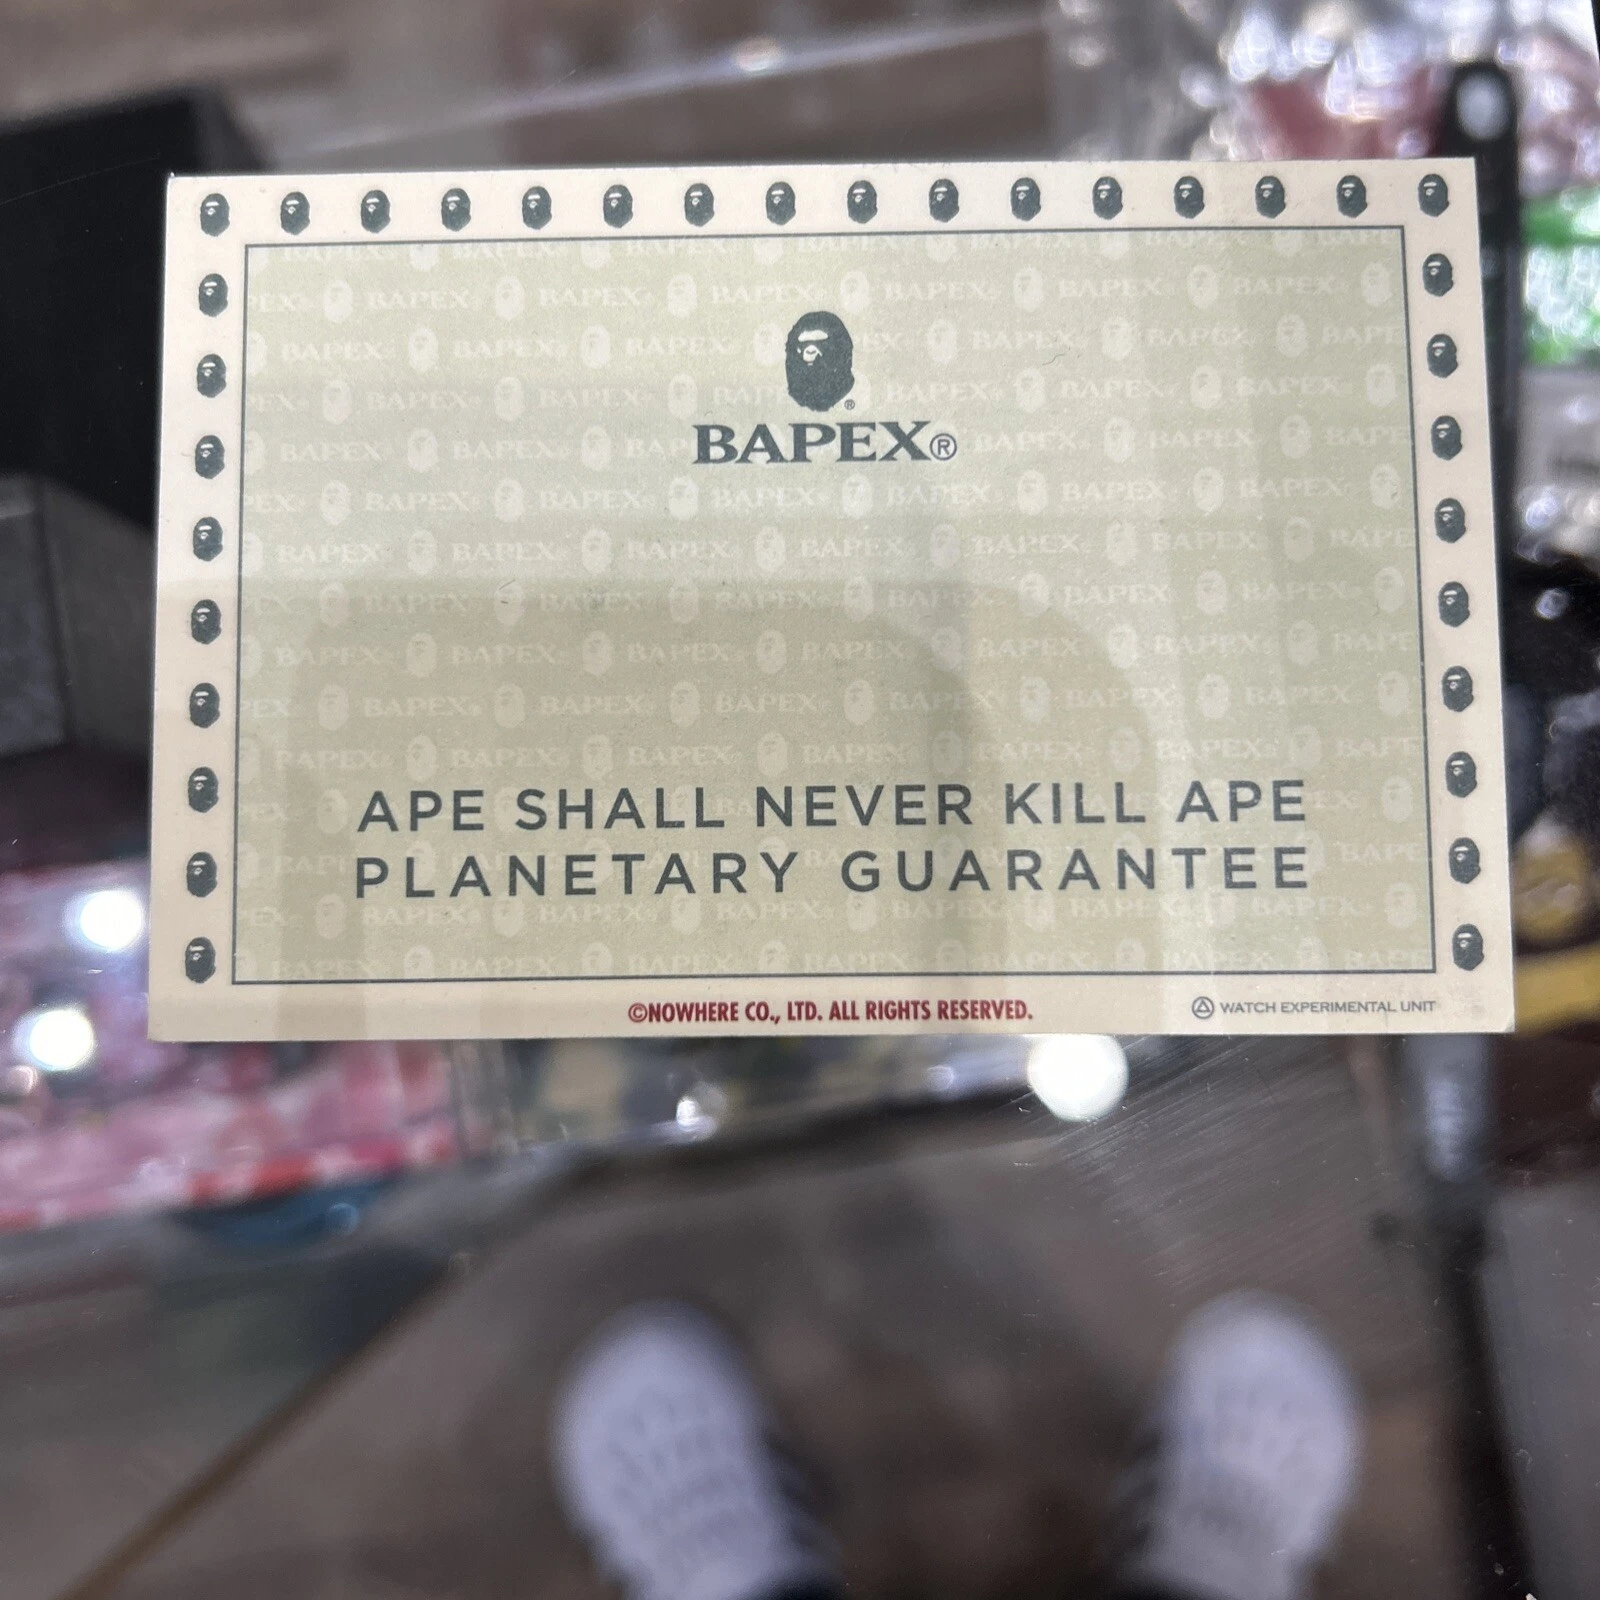 BAPEX®
APE SHALL NEVER KILL APE
PLANETARY GUARANTEE
©NOWHERE CO., LTD. ALL RIGHTS RESERVED.
WATCH EXPERIMENTAL UNIT